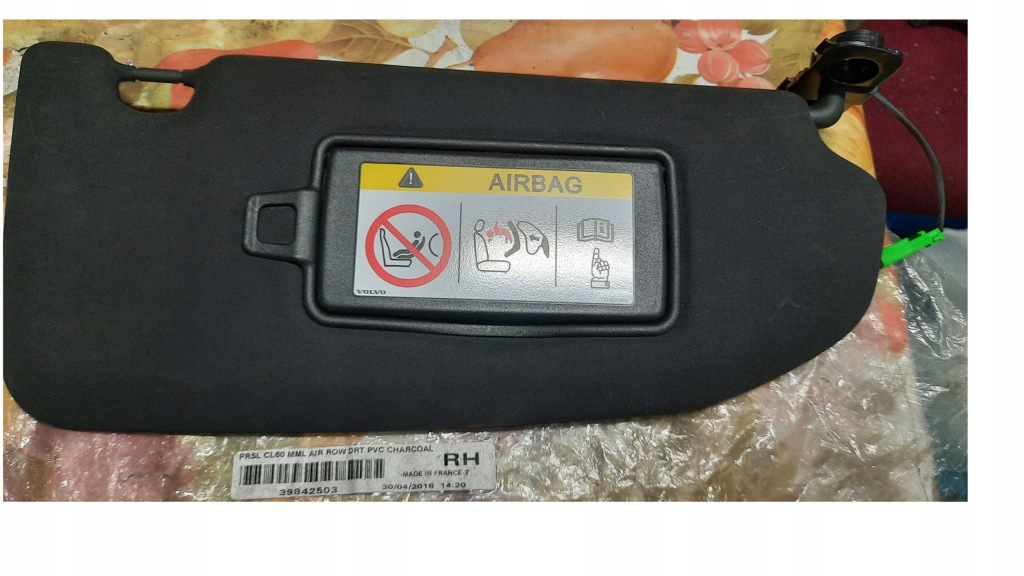 AIRBAG
VOLVO
PRSL CL60 MML AIR ROW DRT PVC CHARCOAL
RH
-MADE IN FRANCE-2
39842503
30/04/2018 14:20